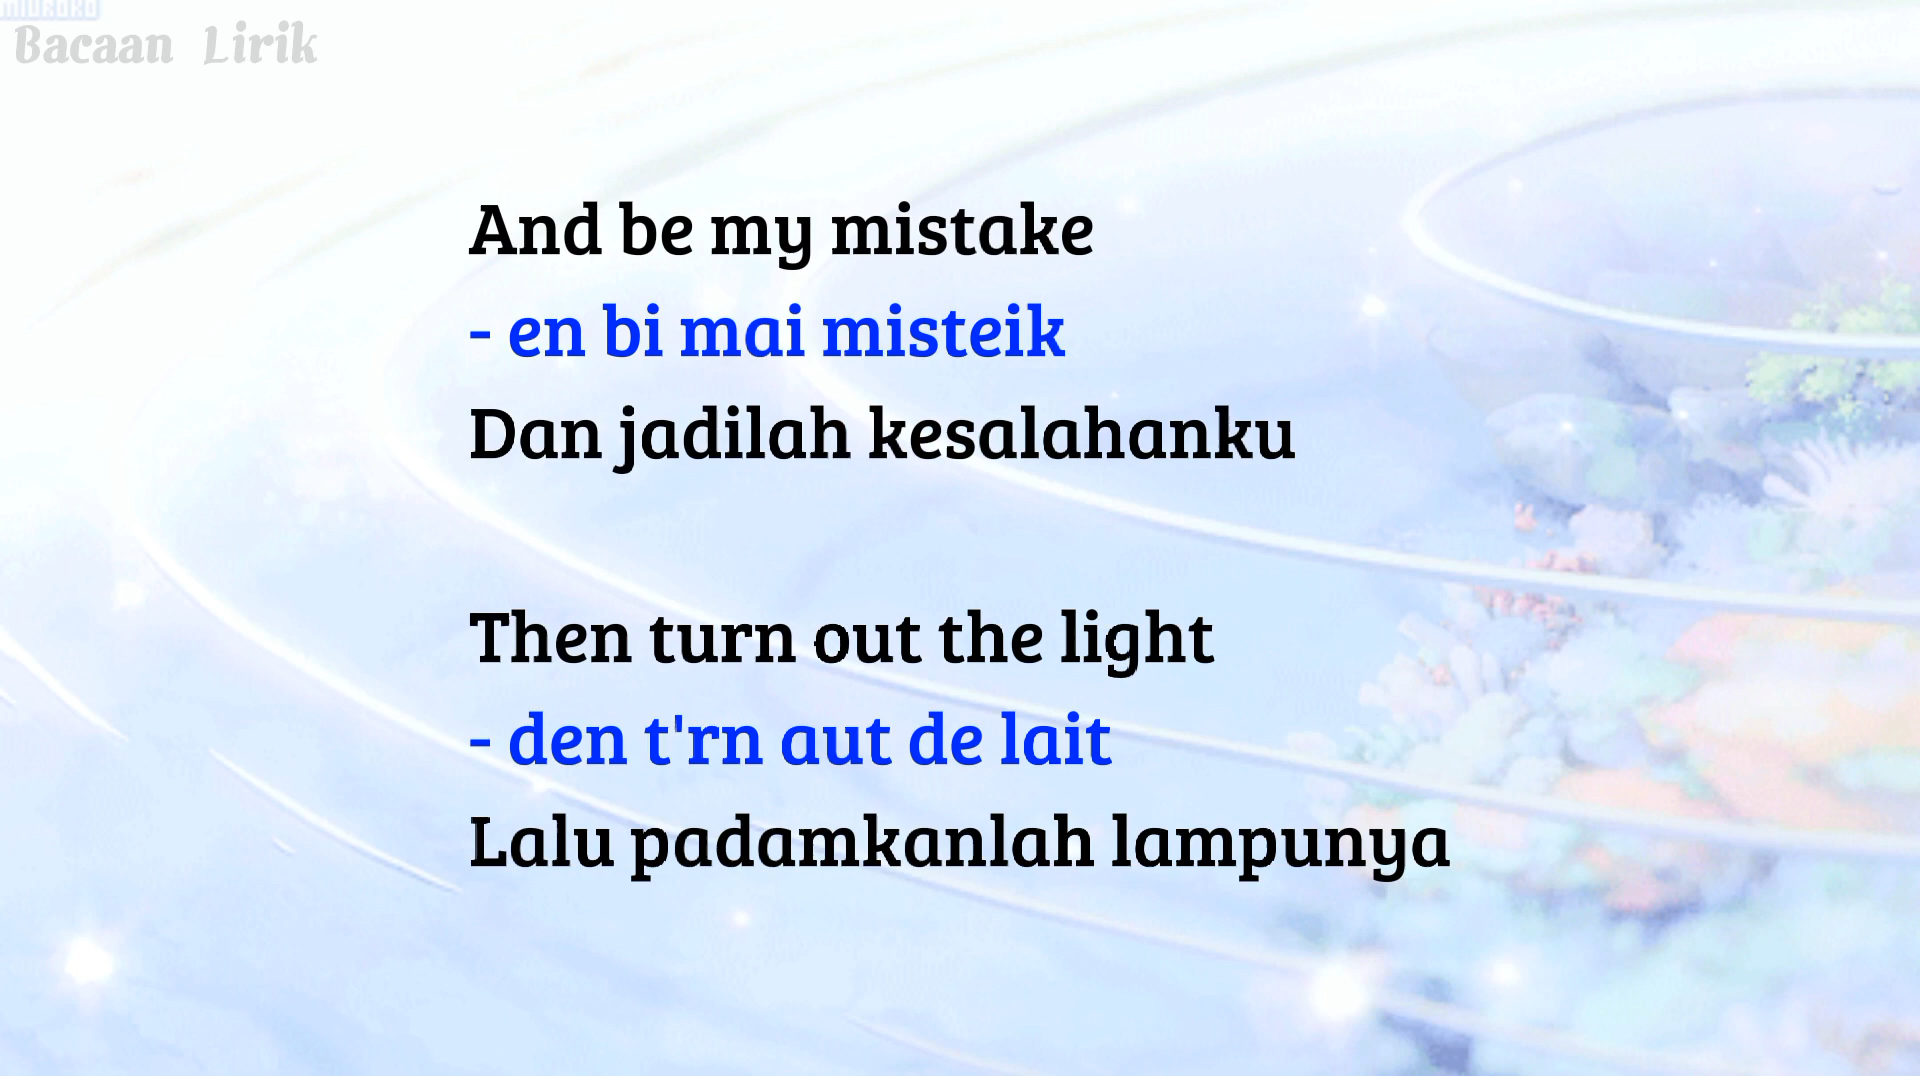 MIUROKO
Bacaan Lirik
And be my mistake
- en bi mai misteik
Dan jadilah kesalahanku
Then turn out the light
- den t'rn aut de lait
Lalu padamkanlah lampunya